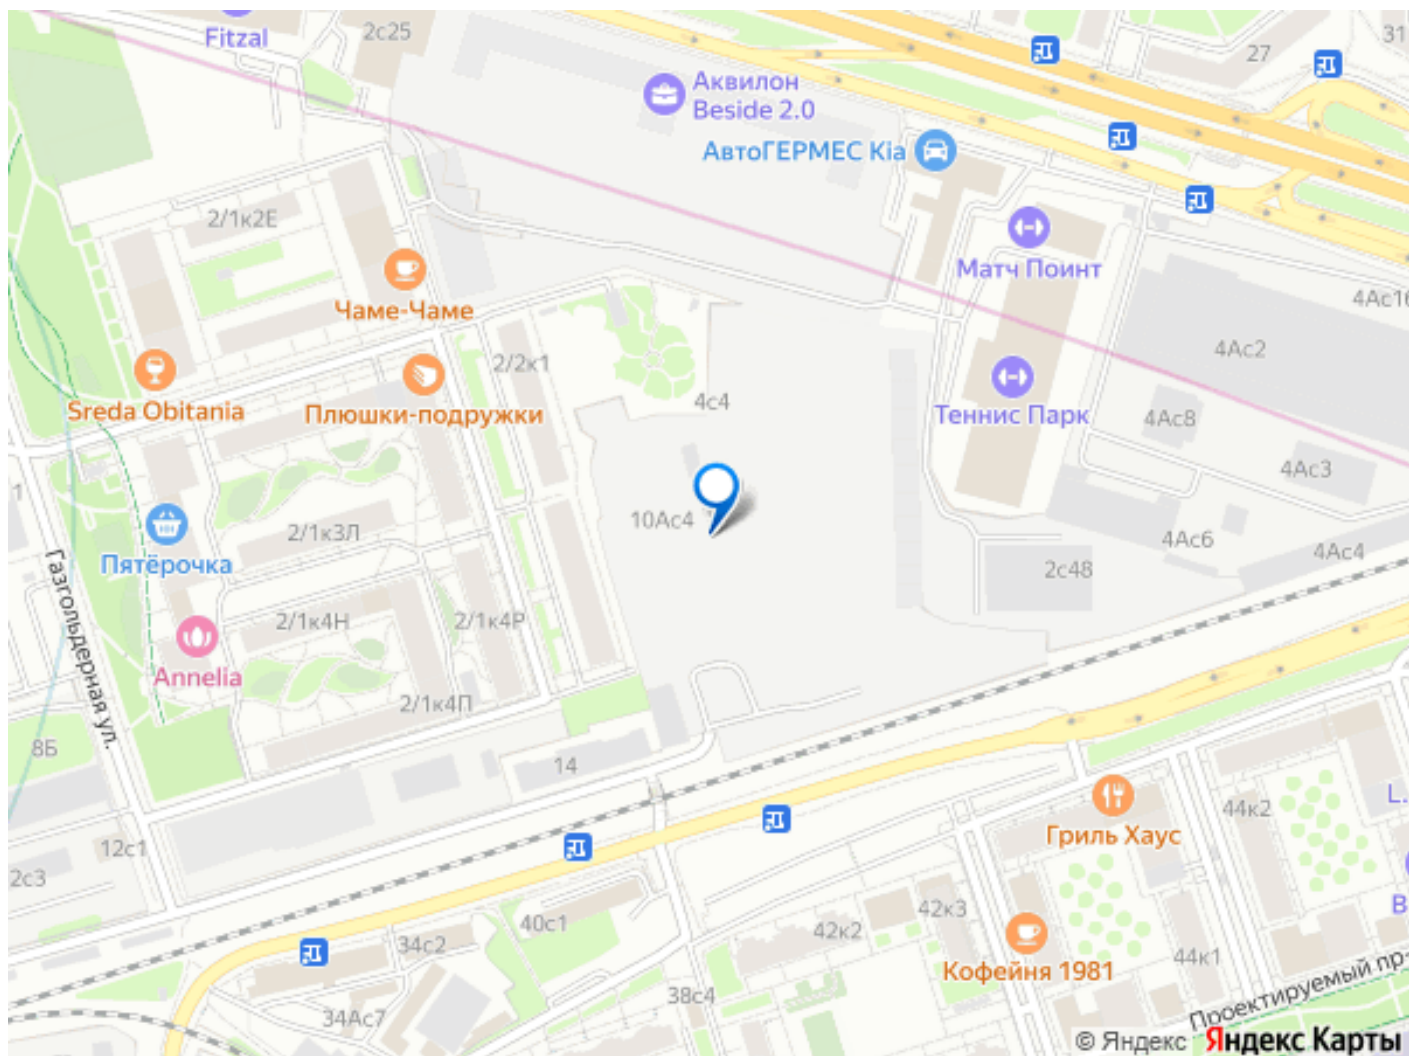 Fitzal
2с25
27
31
Аквилон
Beside 2.0
АвтоГЕРМЕС Kia
2/1к2Е
Матч Поинт
Чаме-Чаме
4Ас16
4Ас2
2/2к1
Sreda Obitania
Плюшки-подружки
4с4
Теннис Парк
4Ас8
4Ас3
1
10Ас4
2/1к3Л
Пятёрочка
4Ас6
4Ас4
2с48
2/1к4Н
2/1к4Р
Газгольдерная ул.
Annelia
2/1к4П
8Б
14
L.
44к2
Гриль Хаус
12с1
2с3
42к3
В
40с1
42к2
34с2
44к1
Кофейня 1981
38с4
Проектируемый пр-
34Ас7
© Яндекс Яндекс Карты